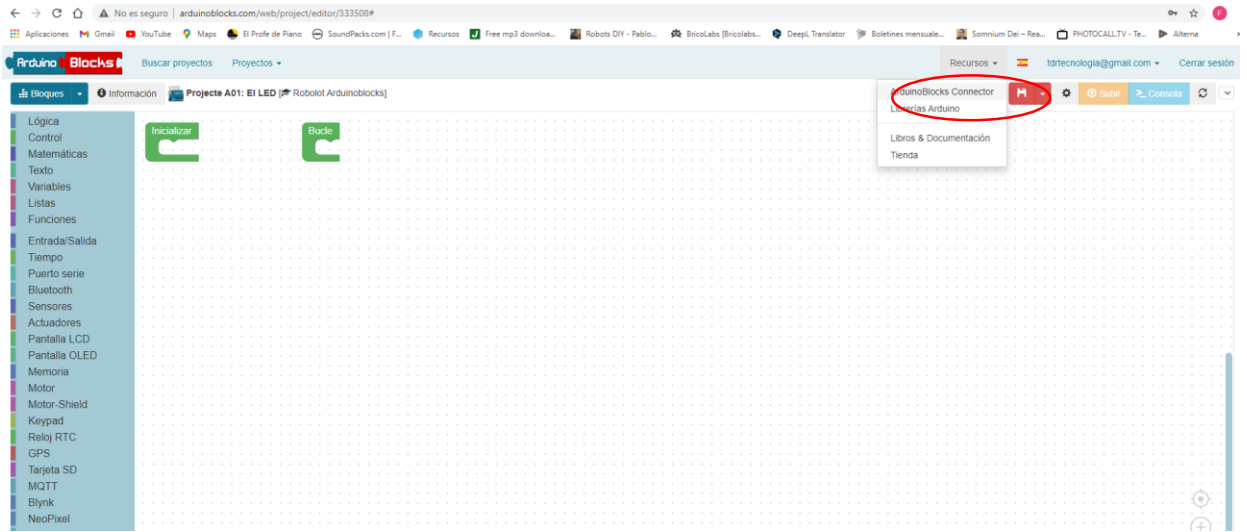 No es seguro | arduinoblocks.com/web/project/editor/333508#
Aplicaciones Gmail YouTube Maps El Profe de Piano SoundPacks.com | F... Recursos Free mp3 downloa... Robots DIY - Pablo... BricoLabs [Bricolabs... DeepL Translator Boletines mensuale... Somnium Dei – Rea... PHOTOCALL.TV - Te... Alterna
Arduino Blocks Buscar proyectos Proyectos Recursos tdrtecnologia@gmail.com Cerrar sesión
Bloques Información Projecte A01: El LED [Robolot Arduinoblocks] Subir >_ Consola
ArduinoBlocks Connector
Librerías Arduino
Libros & Documentación
Tienda
Inicializar Bucle
Lógica
Control
Matemáticas
Texto
Variables
Listas
Funciones
Entrada/Salida
Tiempo
Puerto serie
Bluetooth
Sensores
Actuadores
Pantalla LCD
Pantalla OLED
Memoria
Motor
Motor-Shield
Keypad
Reloj RTC
GPS
Tarjeta SD
MQTT
Blynk
NeoPixel